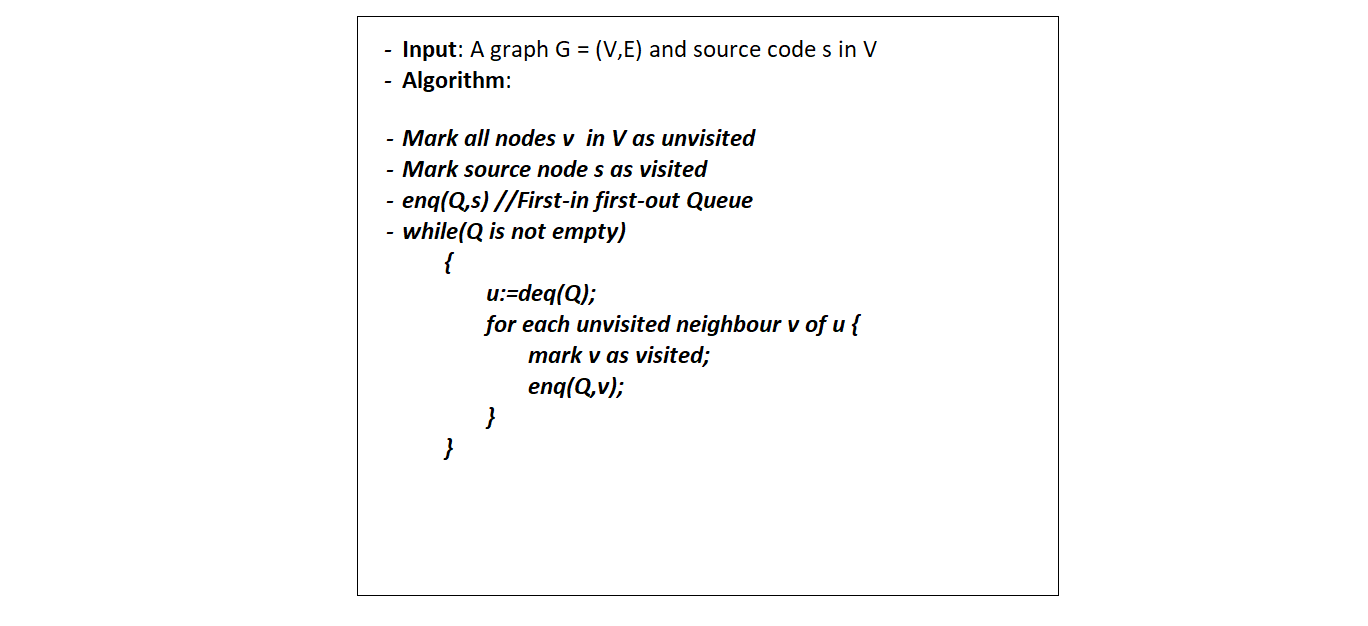 - Input: A graph G = (V,E) and source code s in V
- Algorithm:
- Mark all nodes v  in V as unvisited
- Mark source node s as visited
- enq(Q,s) //First-in first-out Queue
- while(Q is not empty)
{
u:=deq(Q);
for each unvisited neighbour v of u {
mark v as visited;
enq(Q,v);
}
}